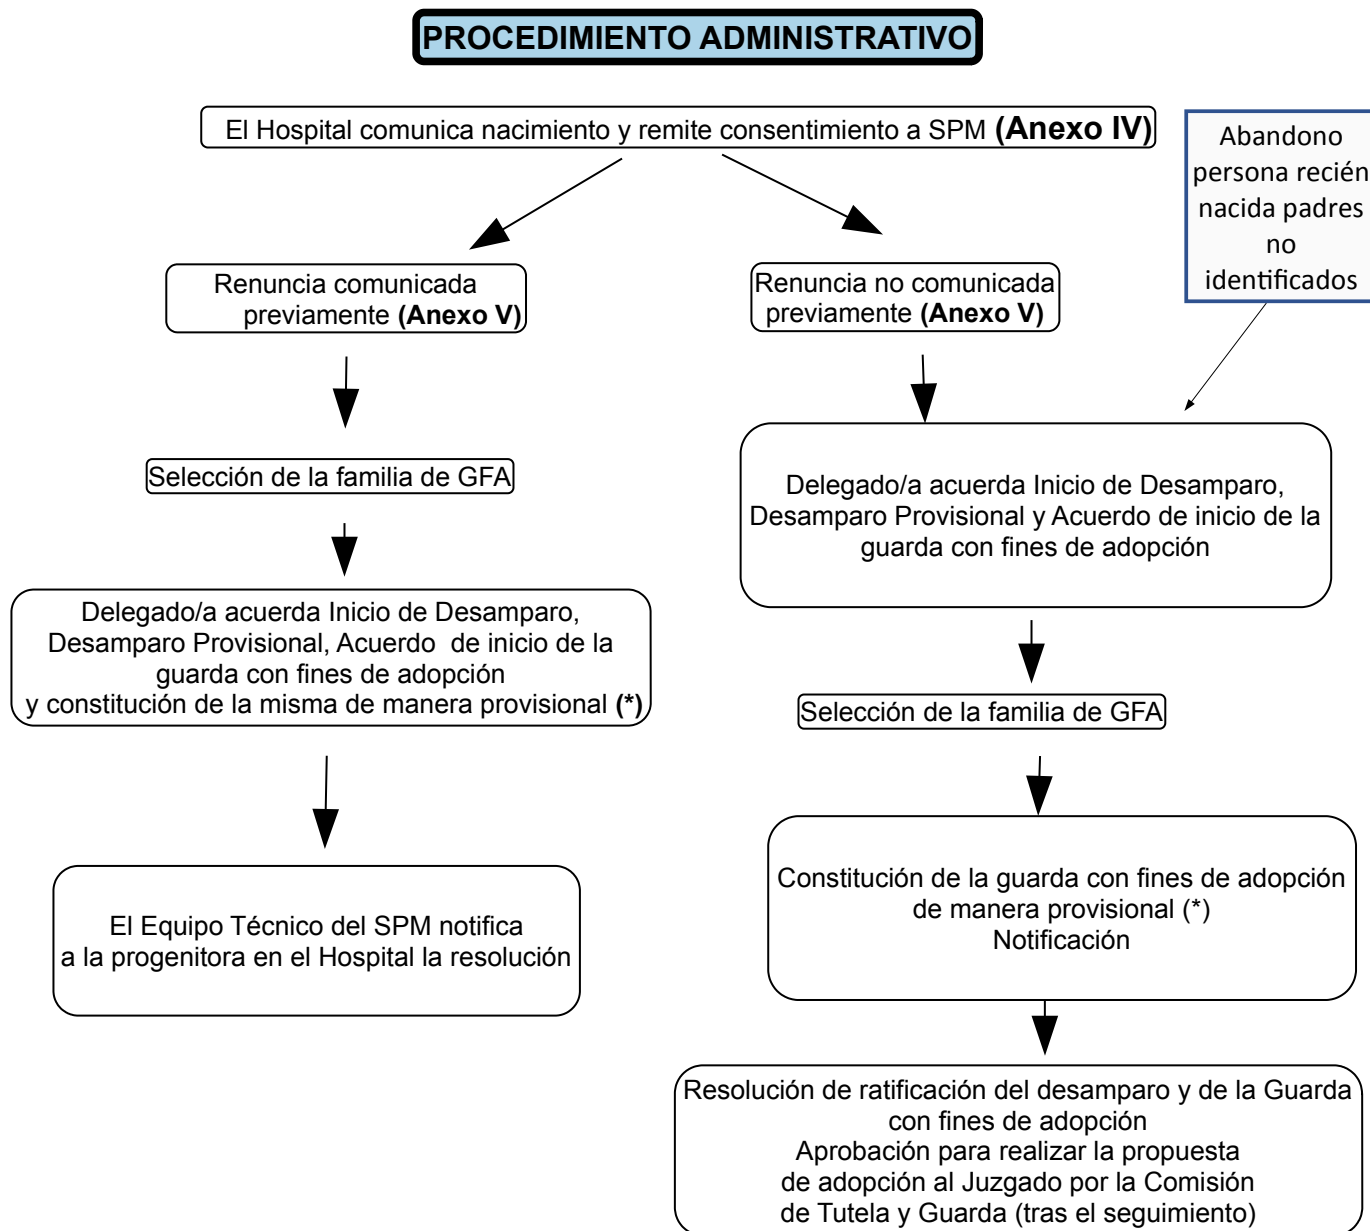 PROCEDIMIENTO ADMINISTRATIVO
El Hospital comunica nacimiento y remite consentimiento a SPM (Anexo IV)
Abandono
persona recién
nacida padres
no
identificados
Renuncia comunicada
previamente (Anexo V)
Renuncia no comunicada
previamente (Anexo V)
Selección de la familia de GFA
Delegado/a acuerda Inicio de Desamparo,
Desamparo Provisional y Acuerdo de inicio de la
guarda con fines de adopción
Delegado/a acuerda Inicio de Desamparo,
Desamparo Provisional, Acuerdo de inicio de la
guarda con fines de adopción
y constitución de la misma de manera provisional (*)
Selección de la familia de GFA
El Equipo Técnico del SPM notifica
a la progenitora en el Hospital la resolución
Constitución de la guarda con fines de adopción
de manera provisional (*)
Notificación
Resolución de ratificación del desamparo y de la Guarda
con fines de adopción
Aprobación para realizar la propuesta
de adopción al Juzgado por la Comisión
de Tutela y Guarda (tras el seguimiento)